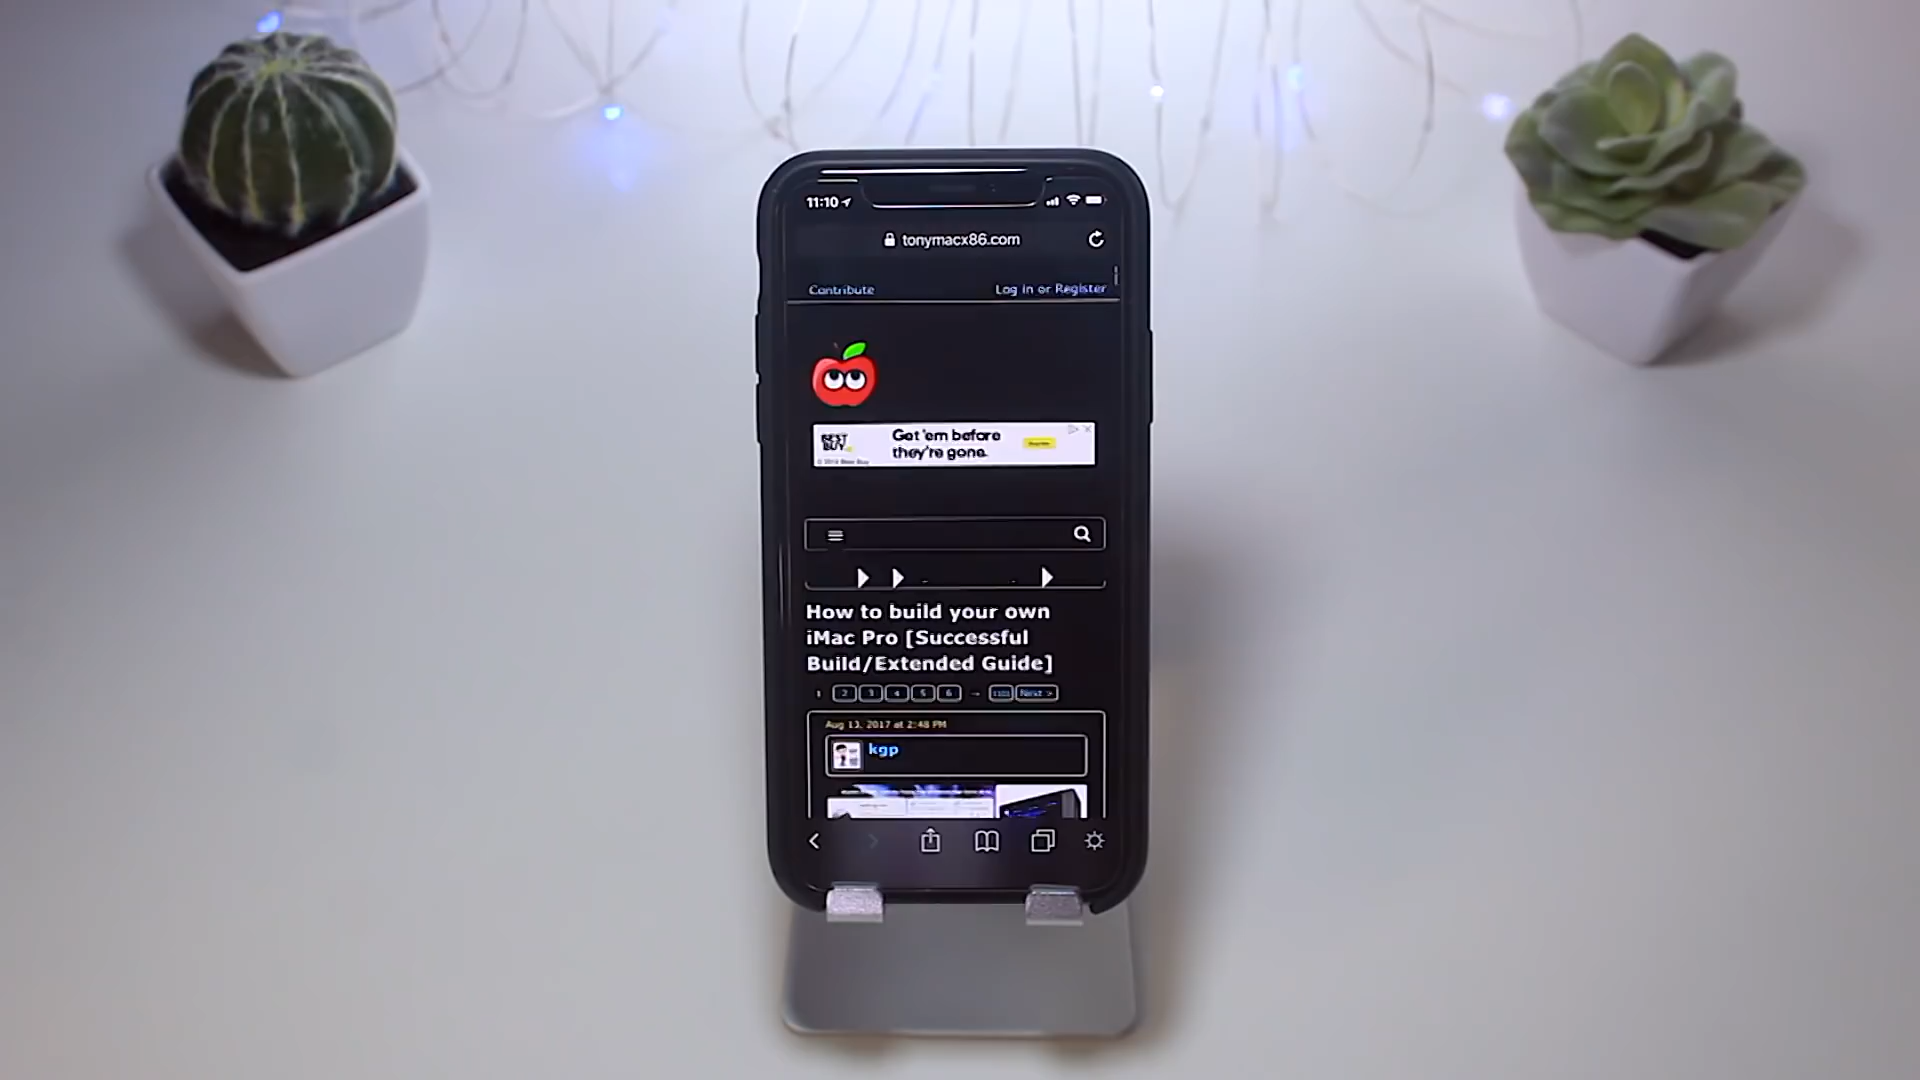 11:10
tonymacx86.com
Contribute
Log in or Register
BEST BUY
Get 'em before
they're gone.
How to build your own
iMac Pro [Successful
Build/Extended Guide]
1 2 3 4 5 6 → Next >
Aug 13, 2017 at 2:48 PM
kgp